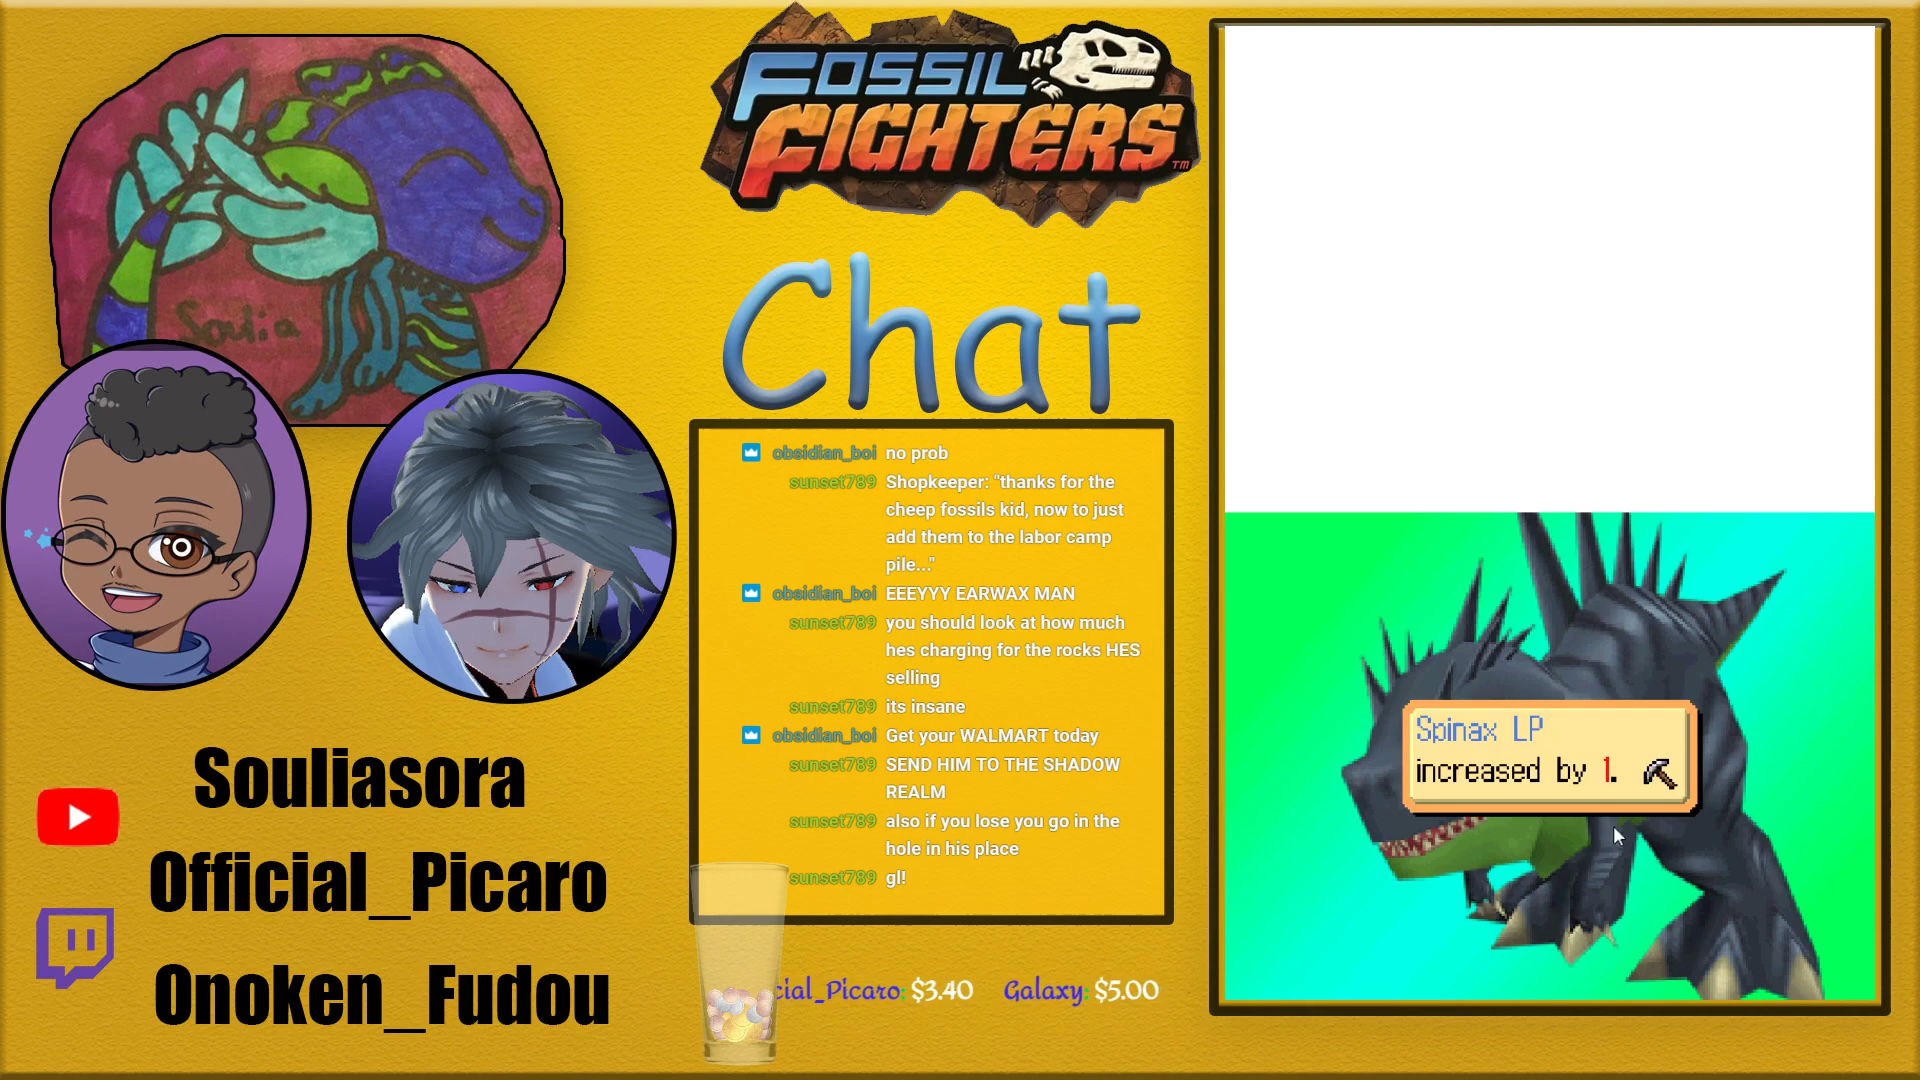 Soulia
FOSSIL
FIGHTERS
TM
Chat
obsidian_boi no prob
sunset789 Shopkeeper: "thanks for the
cheep fossils kid, now to just
add them to the labor camp
pile..."
obsidian_boi EEEYYY EARWAX MAN
sunset789 you should look at how much
hes charging for the rocks HES
selling
sunset789 its insane
obsidian_boi Get your WALMART today
sunset789 SEND HIM TO THE SHADOW
REALM
sunset789 also if you lose you go in the
hole in his place
sunset789 gl!
cial_Picaro: $3.40 Galaxy: $5.00
Souliasora
Official_Picaro
Onoken_Fudou
Spinax LP
increased by 1.